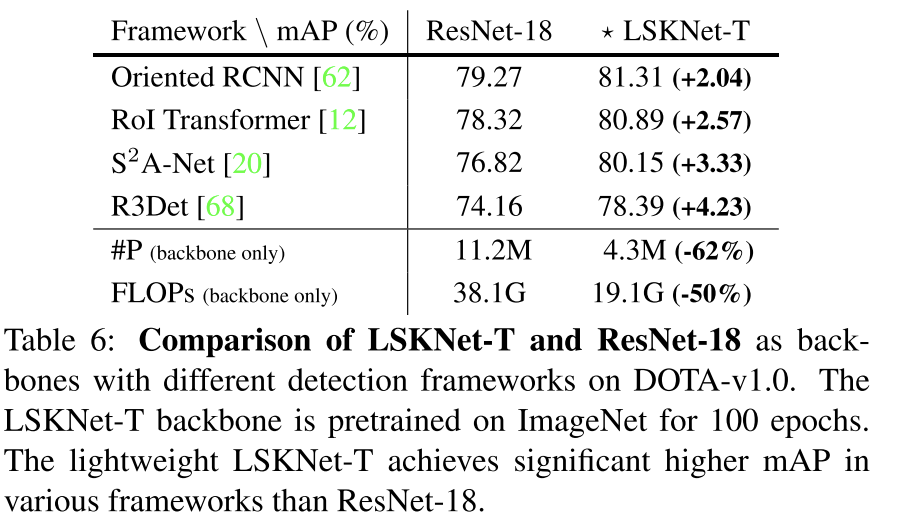 Framework \ mAP (%) ResNet-18 ⋆ LSKNet-T
Oriented RCNN [62] 79.27 81.31 (+2.04)
RoI Transformer [12] 78.32 80.89 (+2.57)
S²A-Net [20] 76.82 80.15 (+3.33)
R3Det [68] 74.16 78.39 (+4.23)
#P (backbone only) 11.2M 4.3M (-62%)
FLOPs (backbone only) 38.1G 19.1G (-50%)
Table 6: Comparison of LSKNet-T and ResNet-18 as back-
bones with different detection frameworks on DOTA-v1.0. The
LSKNet-T backbone is pretrained on ImageNet for 100 epochs.
The lightweight LSKNet-T achieves significant higher mAP in
various frameworks than ResNet-18.